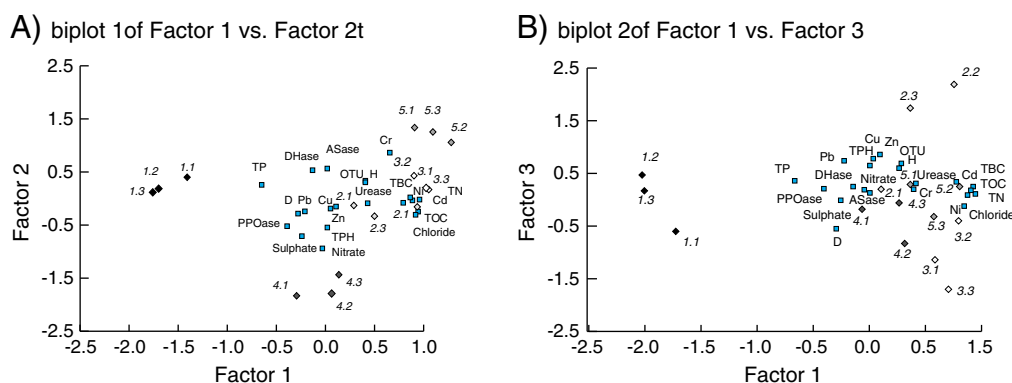 A) biplot 1of Factor 1 vs. Factor 2t
2.5
1.5
0.5
-0.5
-1.5
-2.5
Factor 2
-2.5 -2.0 -1.5 -1.0 -0.5 0.0 0.5 1.0 1.5
Factor 1
5.1 5.3
5.2
Cr
ASase
DHase
3.2
TP
OTU H
3.1
1.1
1.2
3.3
1.3
Urease TBC
Ni TN
D Pb Cu 2.1
Cd
PPOase
Zn
2.3
TOC
TPH
Chloride
Sulphate Nitrate
4.1
4.3
4.2
B) biplot 2of Factor 1 vs. Factor 3
2.5
1.5
0.5
-0.5
-1.5
-2.5
Factor 3
-2.5 -2.0 -1.5 -1.0 -0.5 0.0 0.5 1.0 1.5
Factor 1
2.2
2.3
Cu Zn
Pb TPH OTU
1.2
H
TP
DHase Nitrate 5.1 Urease Cd TBC
5.2 TOC
1.3
PPOase
ASase 2.1 Cr
TN
4.3
Ni
Sulphate
4.1
Chloride
5.3
1.1
D
3.2
4.2
3.1
3.3